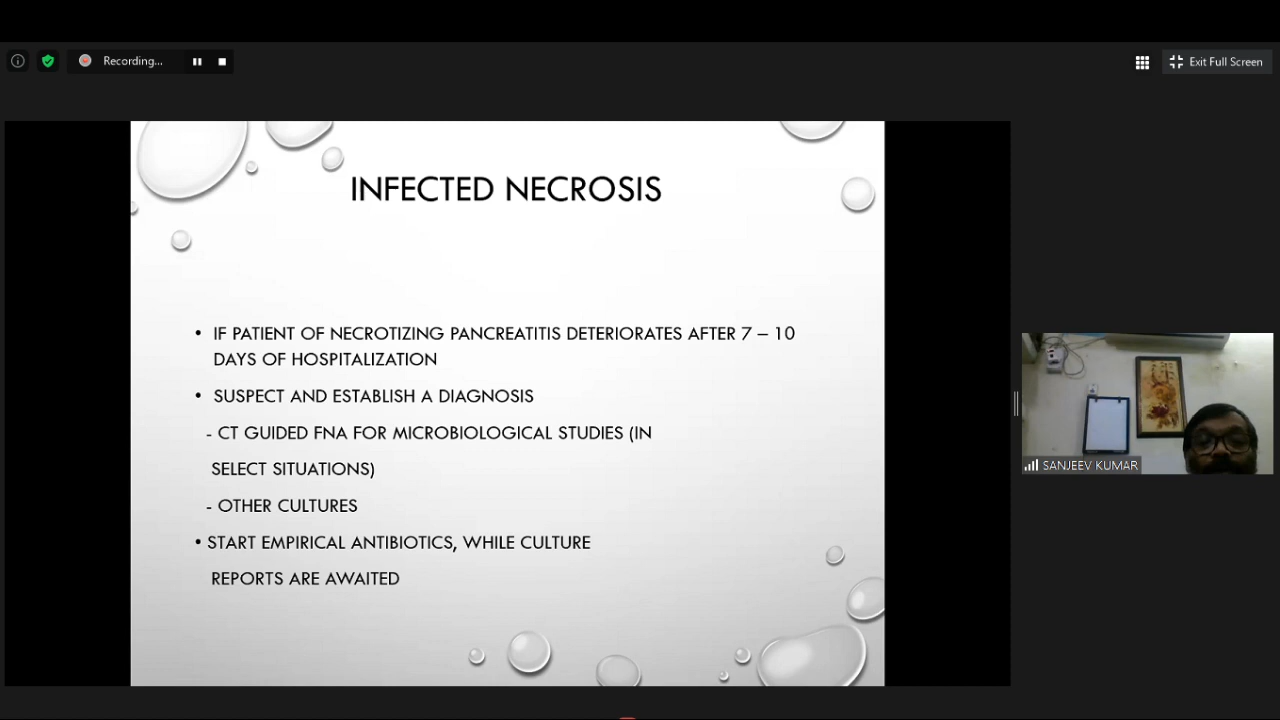 Recording...
Exit Full Screen
INFECTED NECROSIS
• IF PATIENT OF NECROTIZING PANCREATITIS DETERIORATES AFTER 7 – 10
DAYS OF HOSPITALIZATION
• SUSPECT AND ESTABLISH A DIAGNOSIS
- CT GUIDED FNA FOR MICROBIOLOGICAL STUDIES (IN
SELECT SITUATIONS)
- OTHER CULTURES
• START EMPIRICAL ANTIBIOTICS, WHILE CULTURE
REPORTS ARE AWAITED
SANJEEV KUMAR